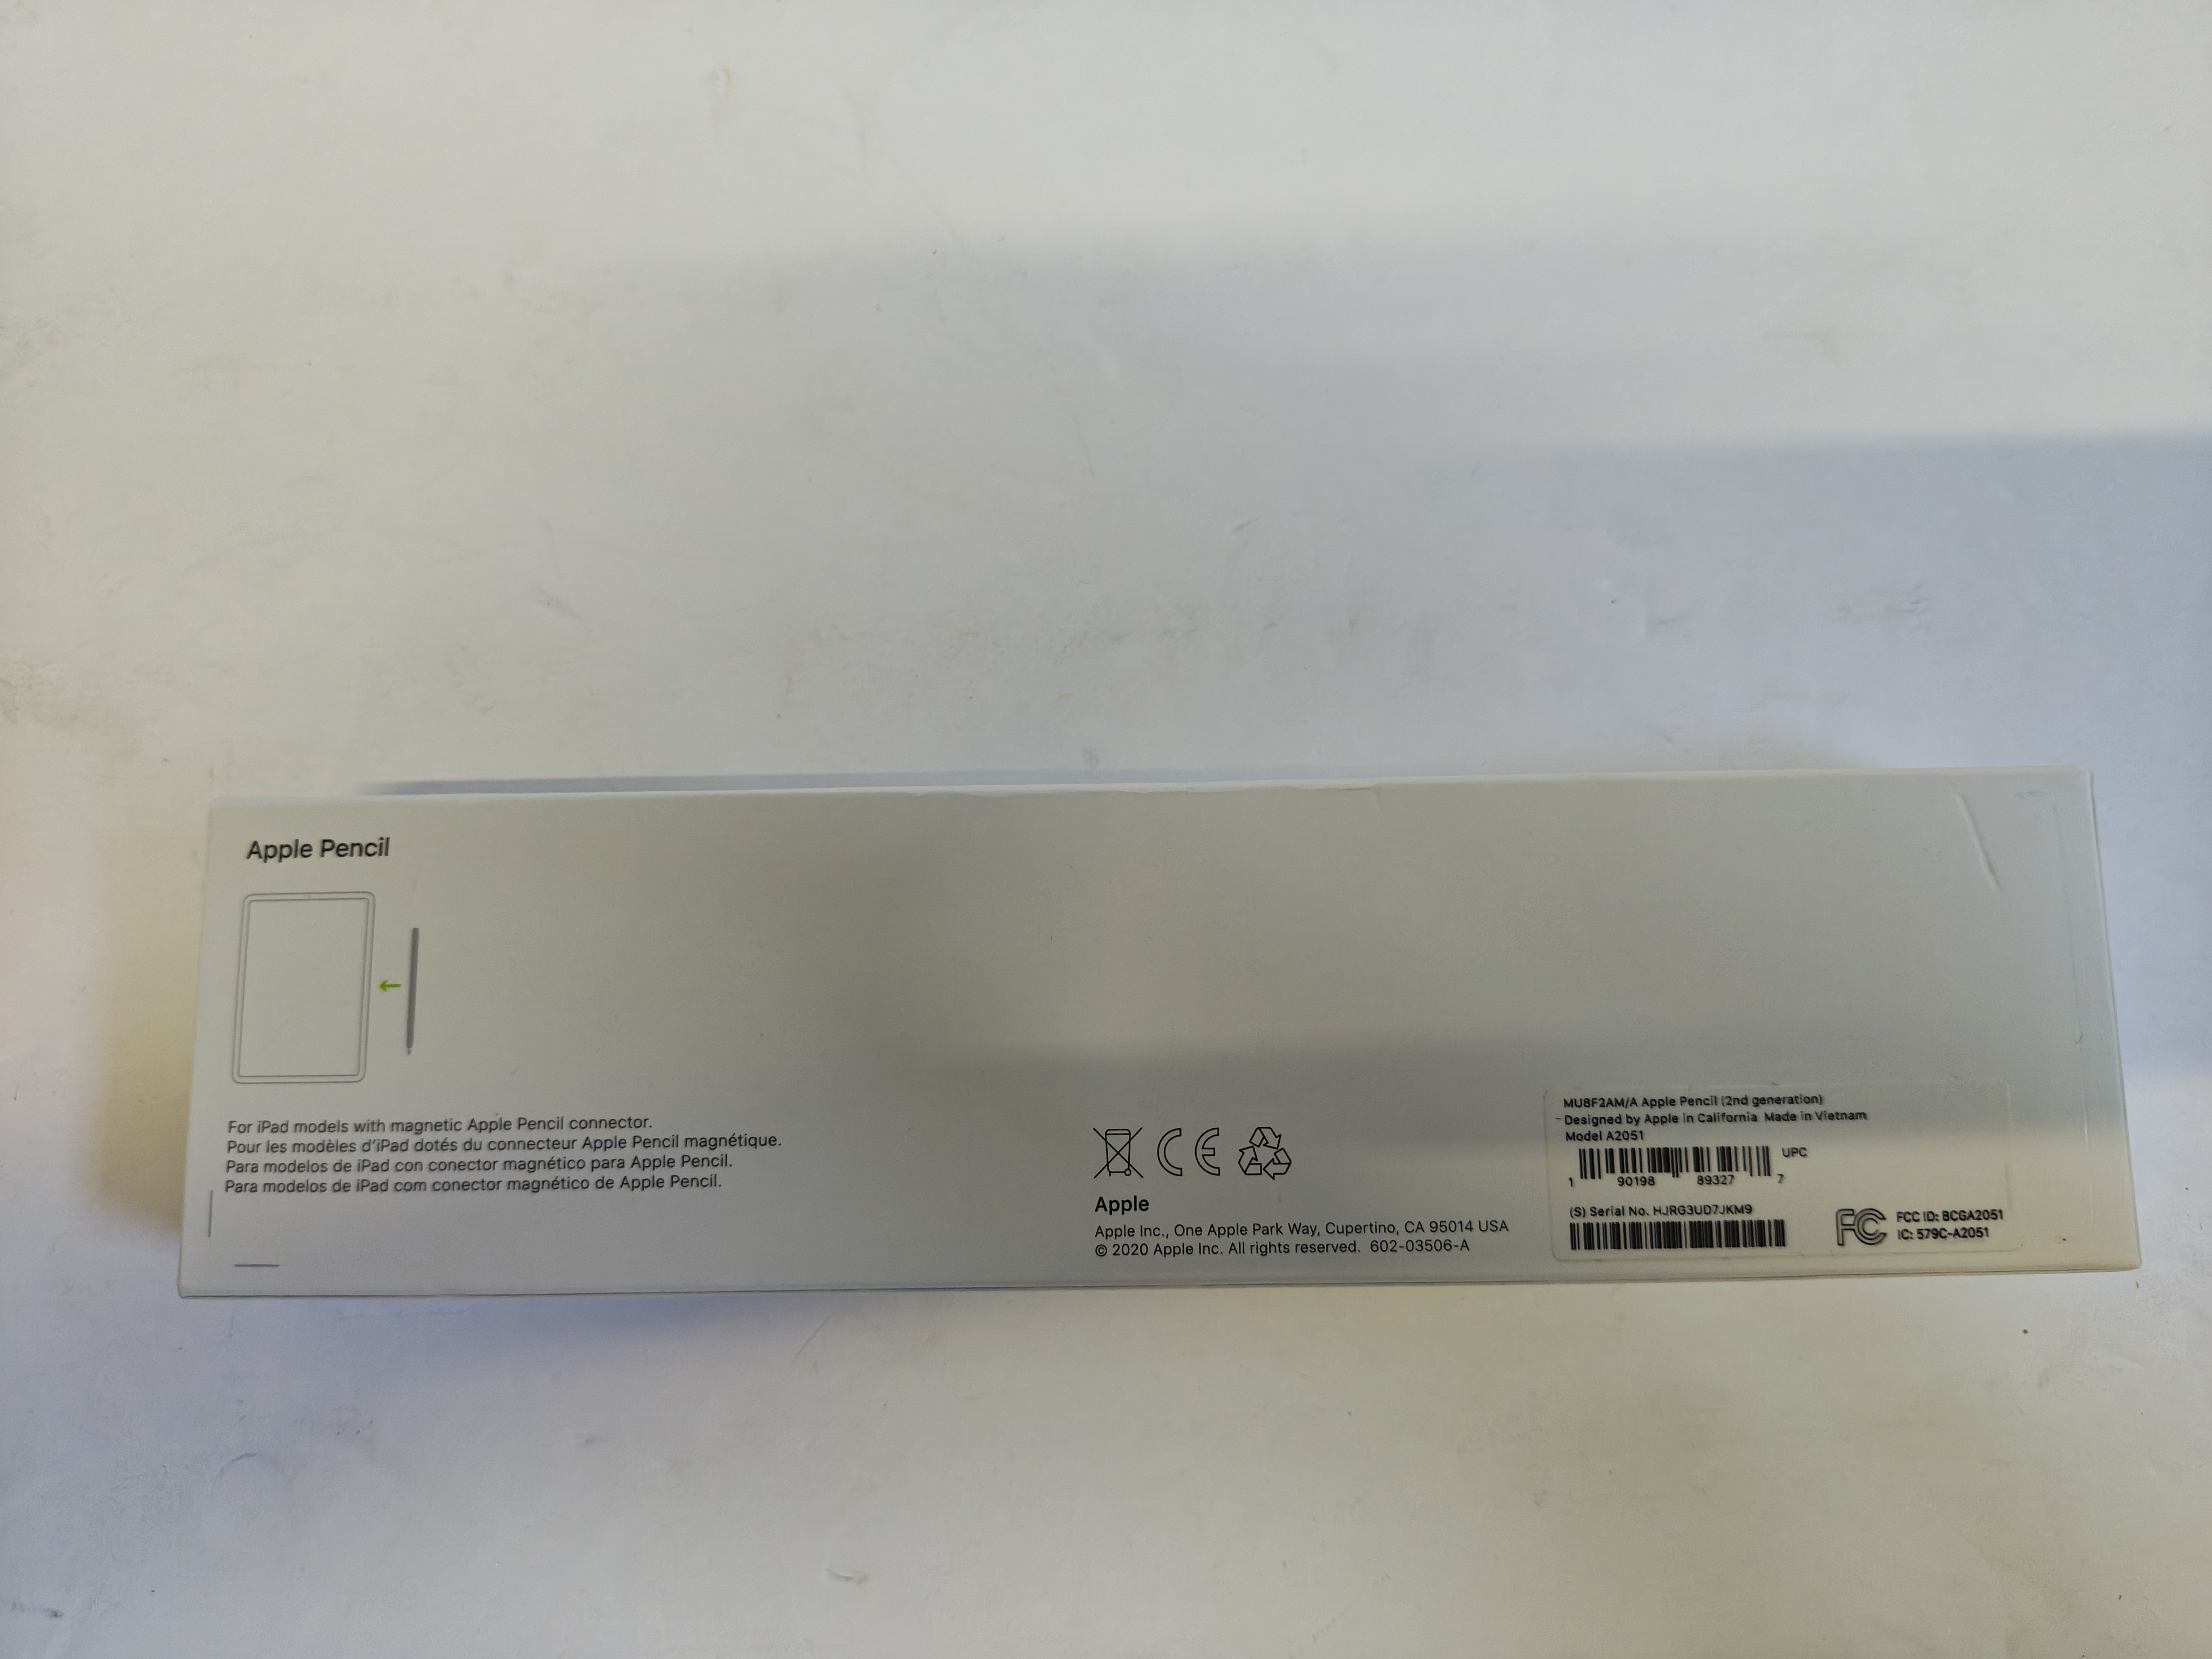 Apple Pencil
For iPad models with magnetic Apple Pencil connector.
Pour les modèles d'iPad dotés du connecteur Apple Pencil magnétique.
Para modelos de iPad con conector magnético para Apple Pencil.
Para modelos de iPad com conector magnético de Apple Pencil.
CE
Apple
Apple Inc., One Apple Park Way, Cupertino, CA 95014 USA
© 2020 Apple Inc. All rights reserved. 602-03506-A
MU8F2AM/A Apple Pencil (2nd generation)
Designed by Apple in California Made in Vietnam
Model A2051
UPC
1 90198 89327 7
(S) Serial No. HJRG3UD7JKM9
FC
FCC ID: BCGA2051
IC: 579C-A2051